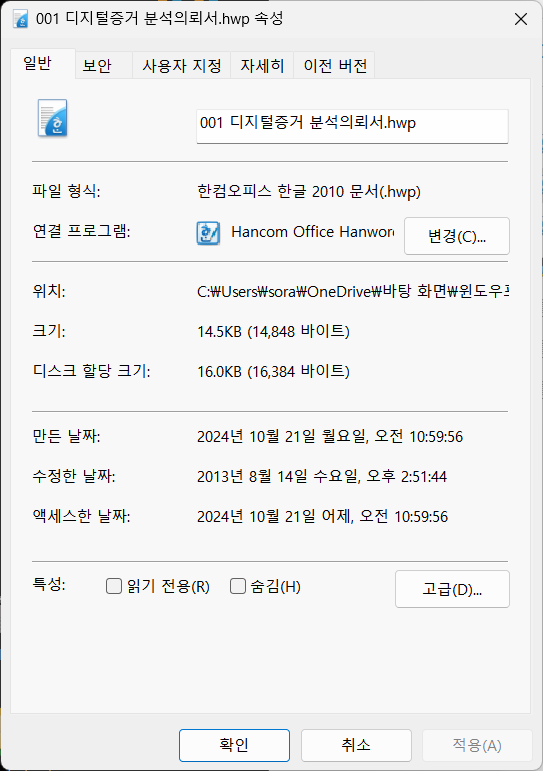 001 디지털증거 분석의뢰서.hwp 속성
일반 보안 사용자 지정 자세히 이전 버전
001 디지털증거 분석의뢰서.hwp
파일 형식: 한컴오피스 한글 2010 문서(.hwp)
연결 프로그램: Hancom Office Hanword 변경(C)...
위치: C:₩Users₩sora₩OneDrive₩바탕 화면₩윈도우프
크기: 14.5KB (14,848 바이트)
디스크 할당 크기: 16.0KB (16,384 바이트)
만든 날짜: 2024년 10월 21일 월요일, 오전 10:59:56
수정한 날짜: 2013년 8월 14일 수요일, 오후 2:51:44
액세스한 날짜: 2024년 10월 21일 어제, 오전 10:59:56
특성: 읽기 전용(R) 숨김(H) 고급(D)...
확인 취소 적용(A)